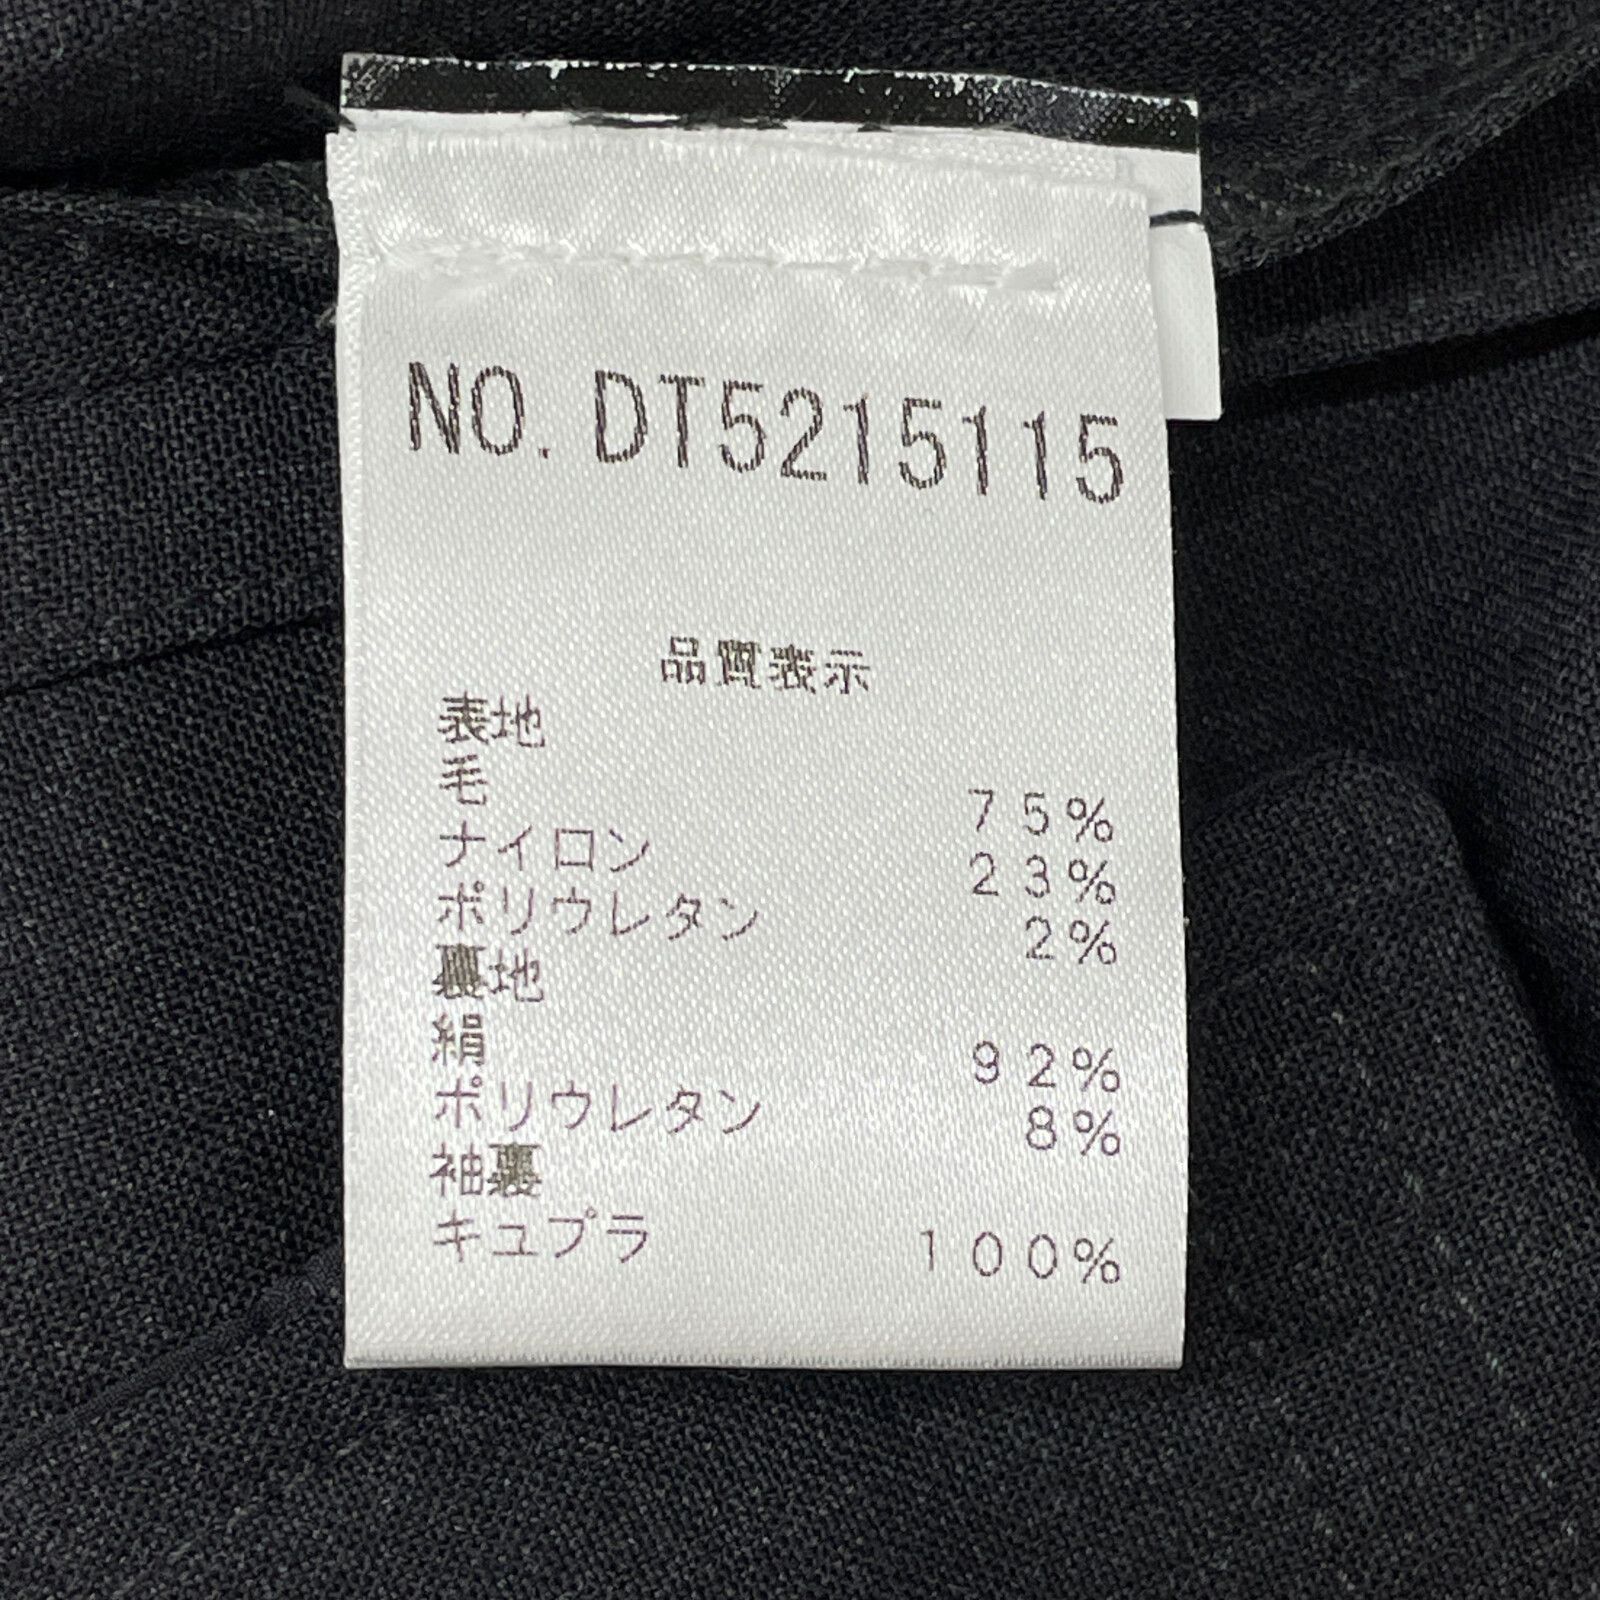 NO. DT5215115
品質表示
表地
毛 75%
ナイロン 23%
ポリウレタン 2%
裏地
絹 92%
ポリウレタン 8%
袖裏
キュプラ 100%